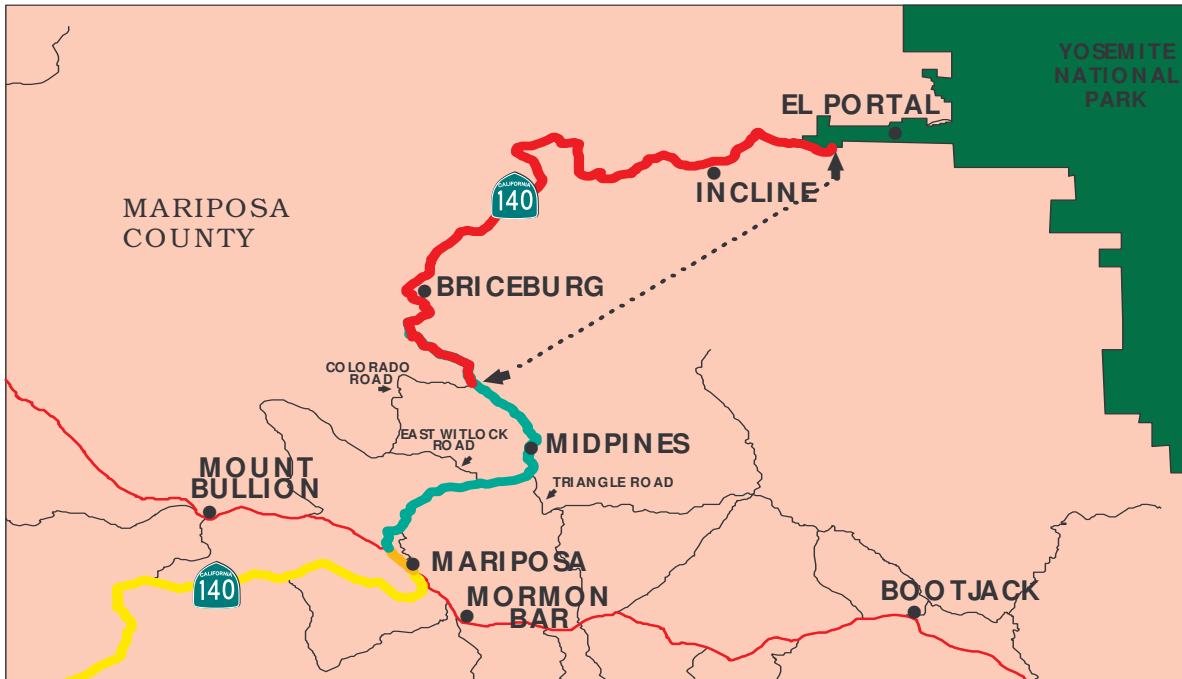 YOSEMITE
NATIONAL
PARK
EL PORTAL
INCLINE
CALIFORNIA
140
MARIPOSA
COUNTY
BRICEBURG
COLORADO
ROAD
EAST WITLOCK
ROAD
MIDPINES
MOUNT
BULLION
TRIANGLE ROAD
MARIPOSA
CALIFORNIA
140
MORMON
BAR
BOOTJACK